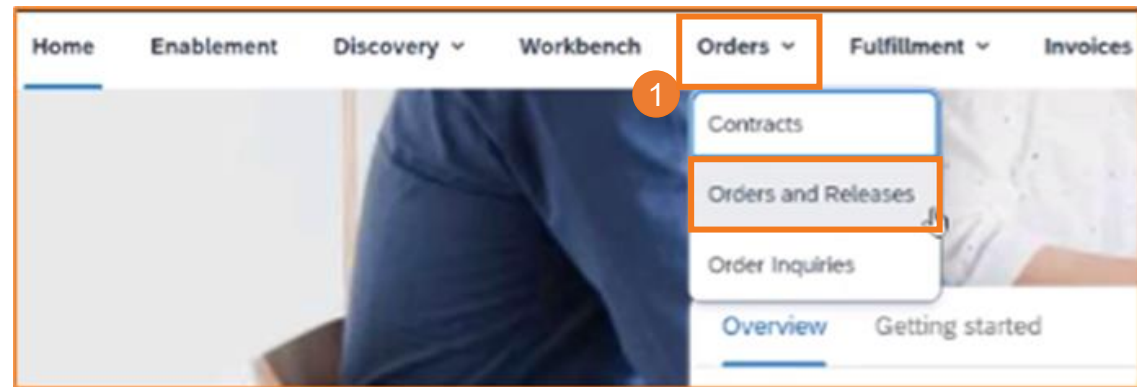 Home Enablement Discovery Workbench Orders Fulfillment Invoices
1
Contracts
Orders and Releases
Order Inquiries
Overview Getting started